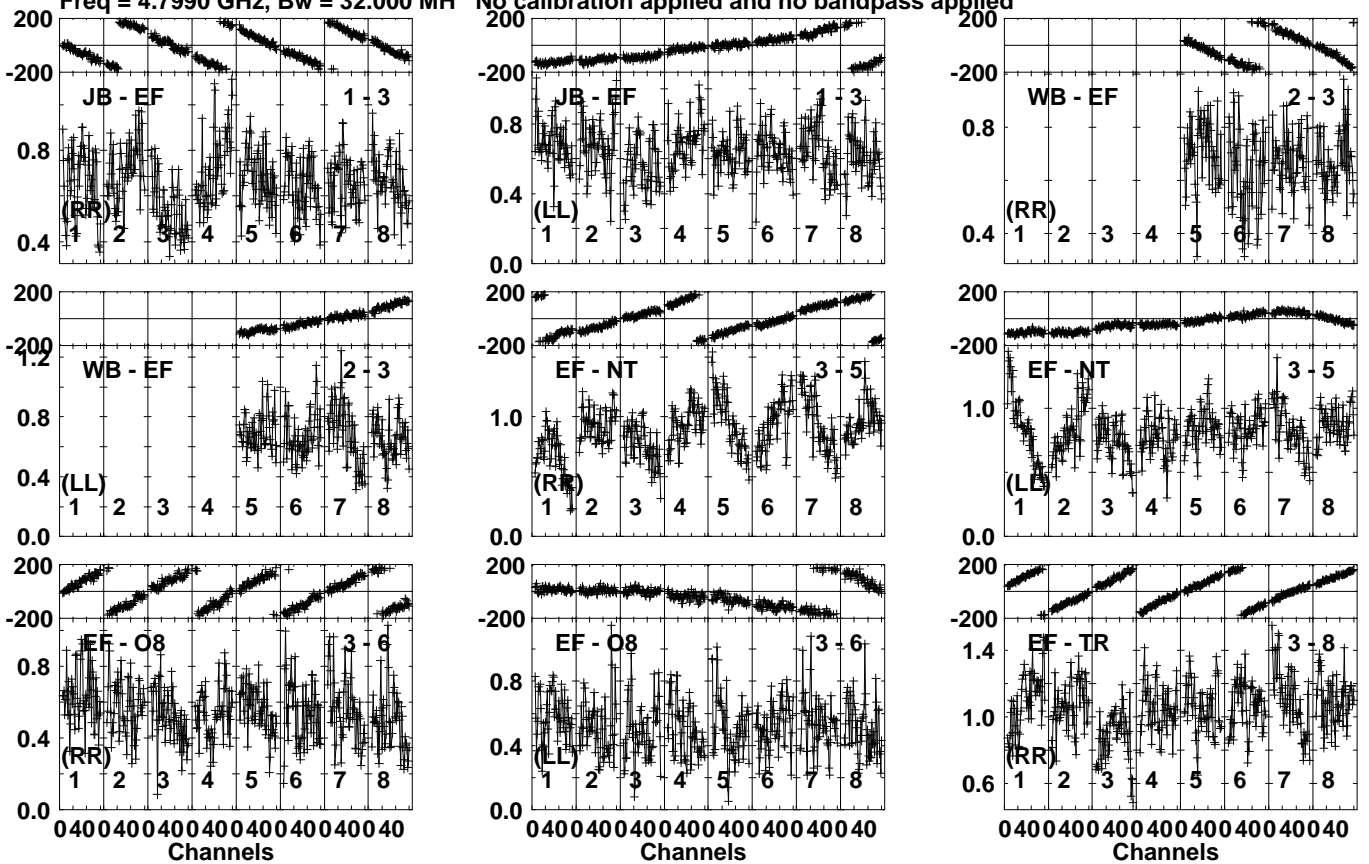 Freq = 4.7990 GHz, Bw = 32.000 MH No calibration applied and no bandpass applied
200 200 200
-200 -200 -200
JB - EF 1 - 3 JB - EF 1 - 3 WB - EF 2 - 3
0.8 0.8 0.8
0.4 0.4 0.4
(RR) (LL) (RR)
1 2 3 4 5 6 7 8 1 2 3 4 5 6 7 8 1 2 3 4 5 6 7 8
0.0
200 200 200
-200 -200 -200
1.2
WB - EF 2 - 3 EF - NT 3 - 5 EF - NT 3 - 5
0.8 1.0 1.0
0.4
(LL) (RR) (LL)
1 2 3 4 5 6 7 8 1 2 3 4 5 6 7 8 1 2 3 4 5 6 7 8
0.0 0.0 0.0
200 200 200
-200 -200 -200
EF - O8 3 - 6 EF - O8 3 - 6 EF - TR 3 - 8
0.8 0.8 1.4
0.4 0.4 1.0
(RR) (LL) (RR)
1 2 3 4 5 6 7 8 1 2 3 4 5 6 7 8 1 2 3 4 5 6 7 8
0.0 0.0 0.6
0 40 0 40 0 40 0 40 0 40 0 40 0 40 0 40 0 40 0 40 0 40 0 40 0 40 0 40 0 40 0 40 0 40 0 40 0 40 0 40 0 40 0 40 0 40 0 40
Channels Channels Channels